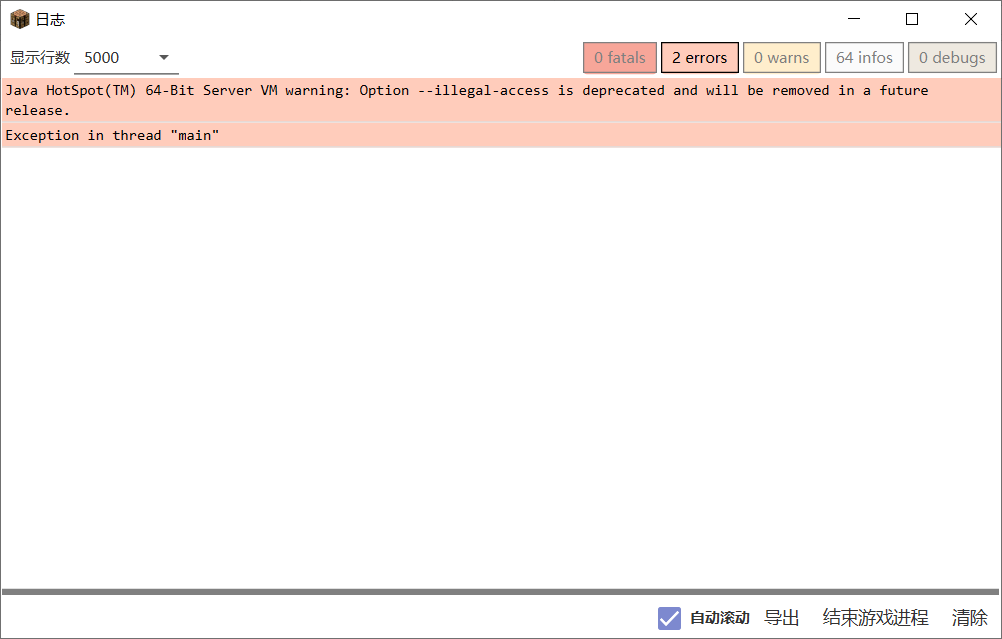 日志
显示行数 5000 0 fatals 2 errors 0 warns 64 infos 0 debugs
Java HotSpot(TM) 64-Bit Server VM warning: Option --illegal-access is deprecated and will be removed in a future
release.
Exception in thread "main"
自动滚动 导出 结束游戏进程 清除